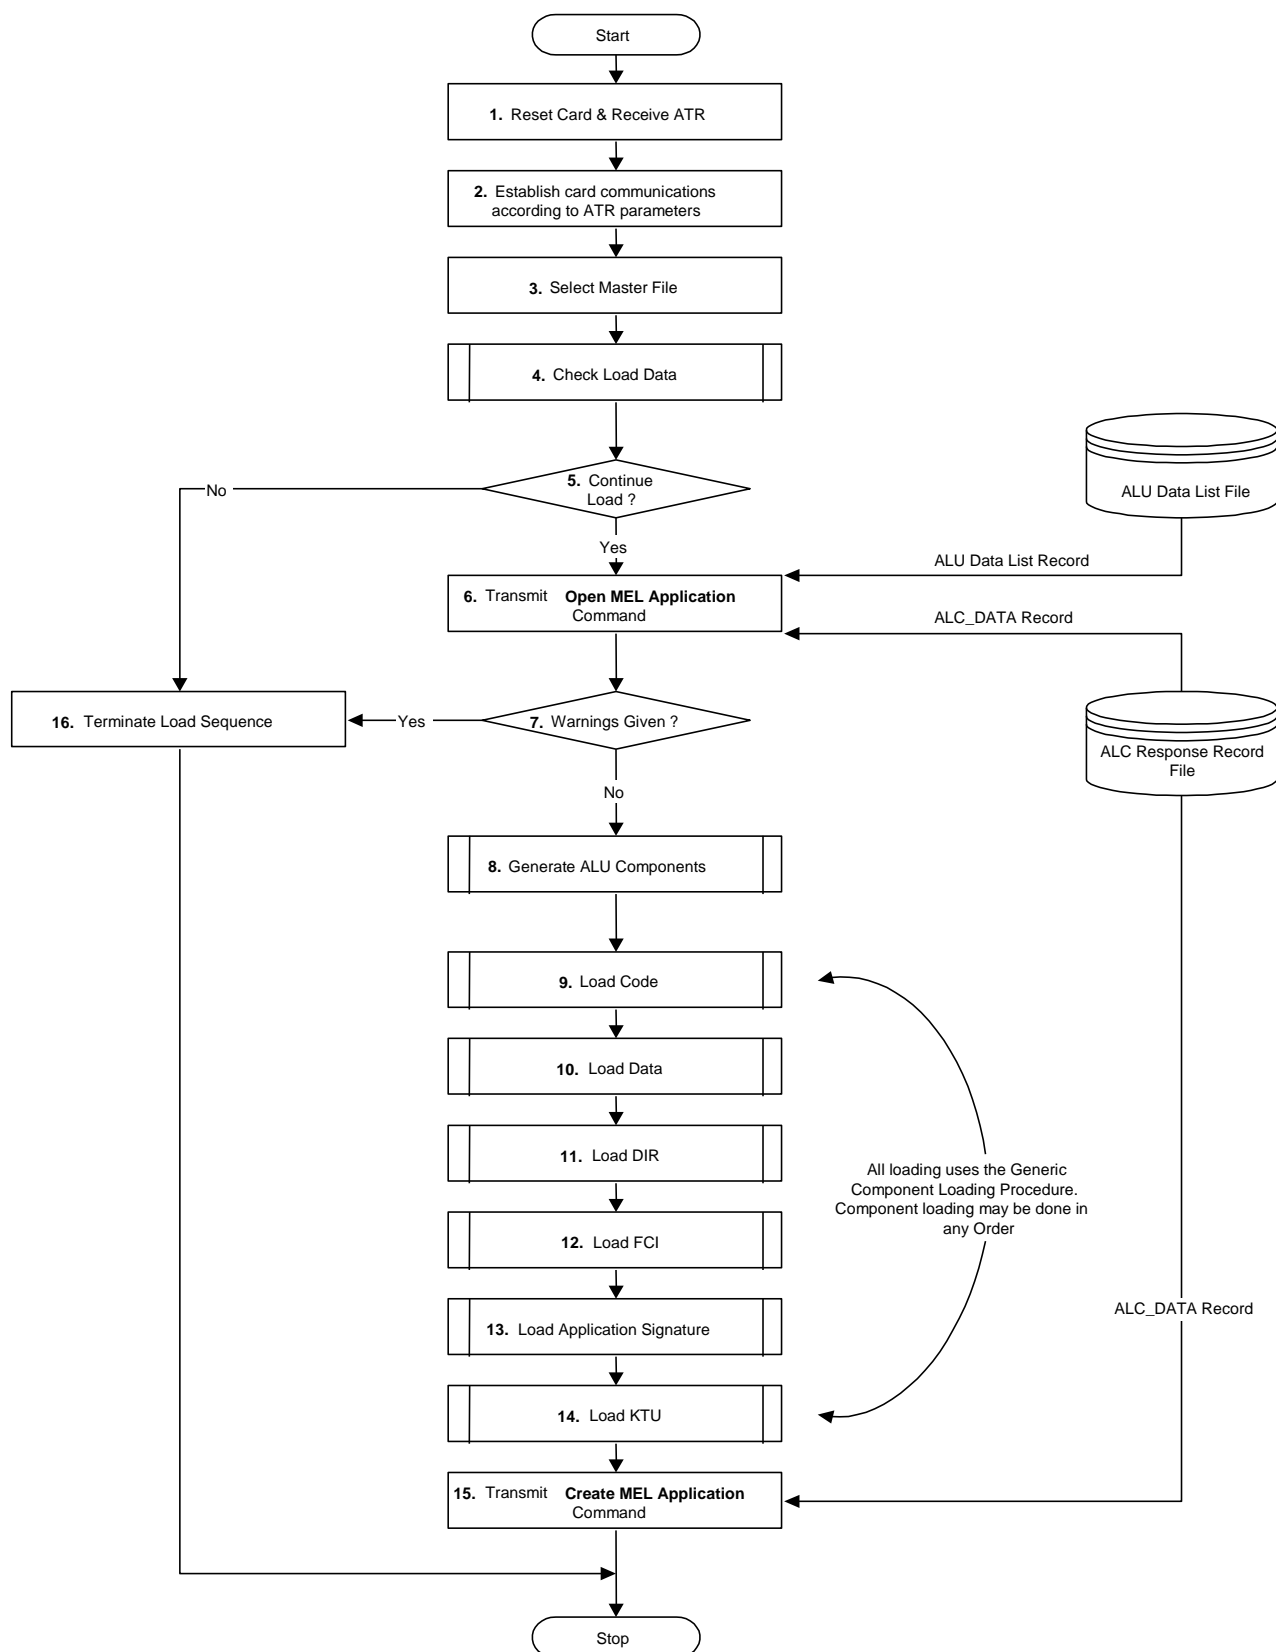 Start
1. Reset Card & Receive ATR
2. Establish card communications
according to ATR parameters
3. Select Master File
4. Check Load Data
5. Continue
Load ?
No
Yes
ALU Data List File
ALU Data List Record
6. Transmit Open MEL Application
Command
ALC_DATA Record
16. Terminate Load Sequence
Yes
7. Warnings Given ?
ALC Response Record
File
No
8. Generate ALU Components
9. Load Code
10. Load Data
11. Load DIR
All loading uses the Generic
Component Loading Procedure.
Component loading may be done in
any Order
12. Load FCI
13. Load Application Signature
ALC_DATA Record
14. Load KTU
15. Transmit Create MEL Application
Command
Stop